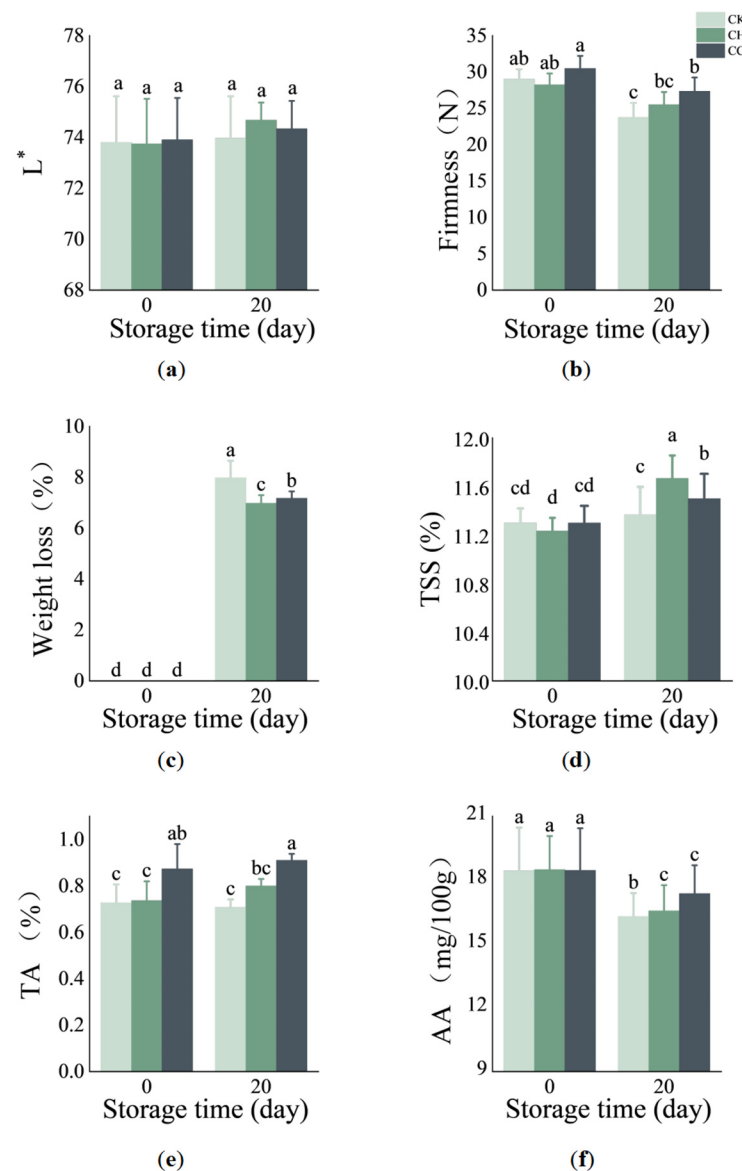 78
76
74
72
70
68
L*
a a a a a a
0 20
Storage time (day)
(a)
CK
CH
35
30
25
20
15
10
5
0
Firmness（N）
ab ab a c bc b
0 20
Storage time (day)
(b)
10
8
6
4
2
0
Weight loss（%）
d d d a c b
0 20
Storage time (day)
(c)
12.0
11.6
11.2
10.8
10.4
10.0
TSS (%)
cd d cd c a b
0 20
Storage time (day)
(d)
1.0
0.8
0.6
0.4
0.2
0.0
TA （%）
c c ab c bc a
0 20
Storage time (day)
(e)
21
18
15
12
9
AA（mg/100g）
a a a b c c
0 20
Storage time (day)
(f)